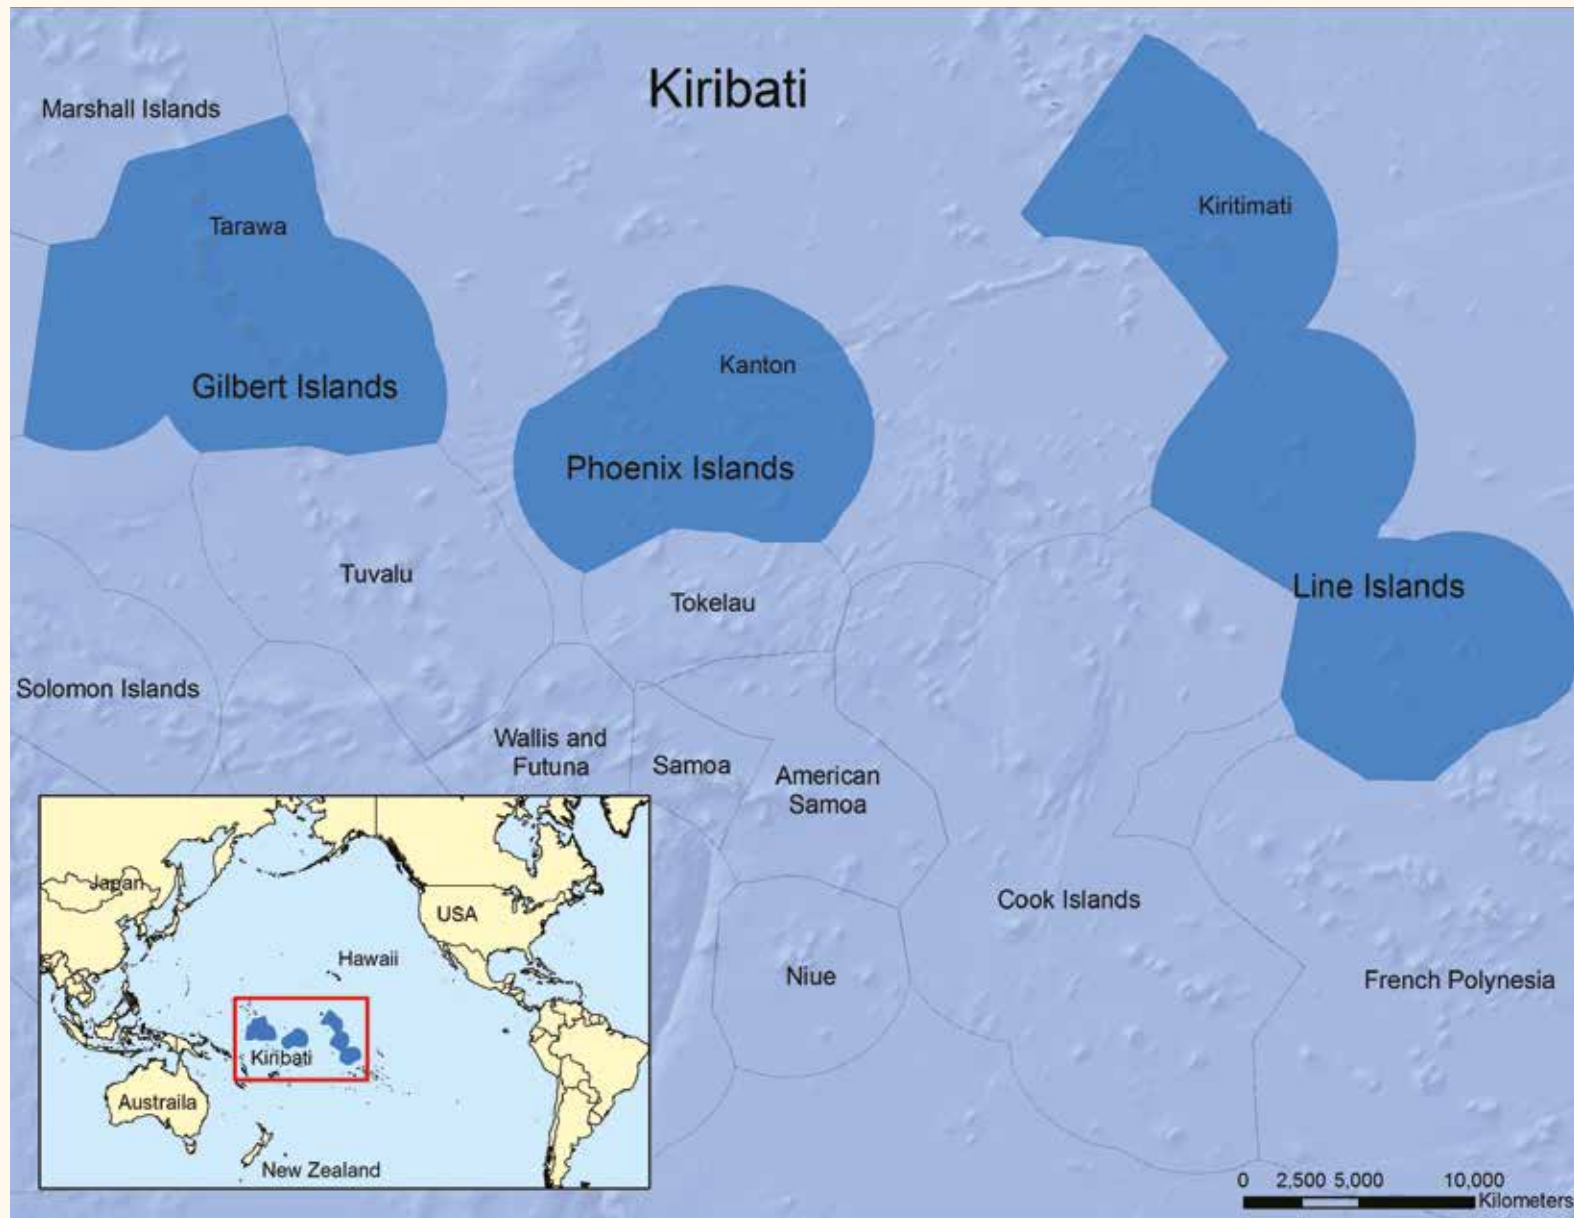 Kiribati
Marshall Islands
Tarawa
Kiritimati
Kanton
Gilbert Islands
Phoenix Islands
Tuvalu
Tokelau
Line Islands
Solomon Islands
Wallis and
Futuna
Samoa
American
Samoa
Cook Islands
Niue
French Polynesia
Japan
USA
Hawaii
Kiribati
Austraila
New Zealand
0 2,500 5,000 10,000
Kilometers